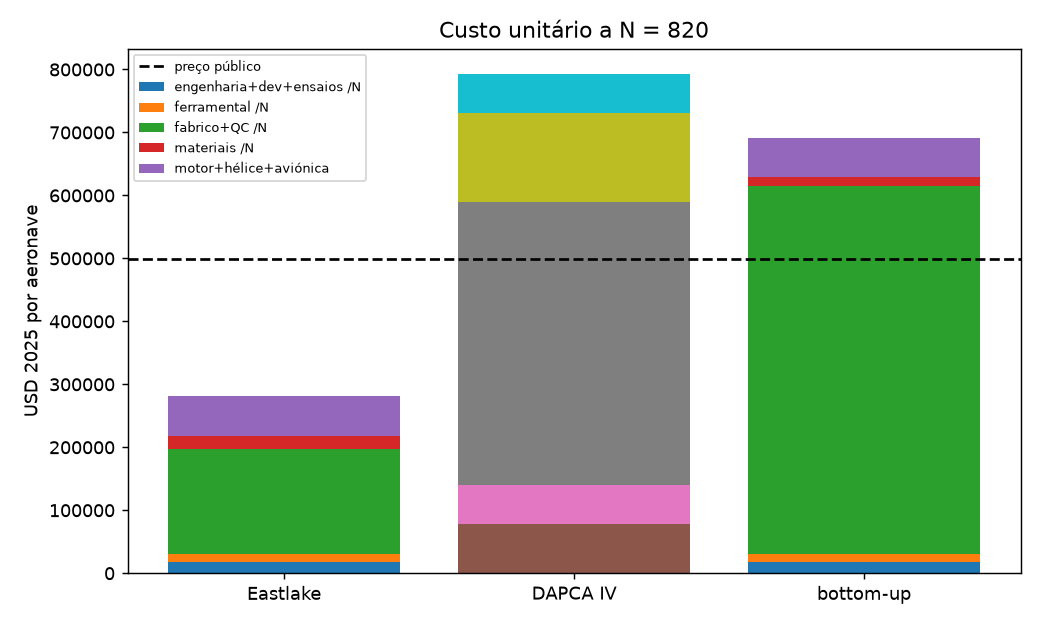 Custo unitário a N = 820
preço público
engenharia+dev+ensaios /N
ferramental /N
fabrico+QC /N
materiais /N
motor+hélice+aviónica
USD 2025 por aeronave
800000
700000
600000
500000
400000
300000
200000
100000
0
Eastlake
DAPCA IV
bottom-up